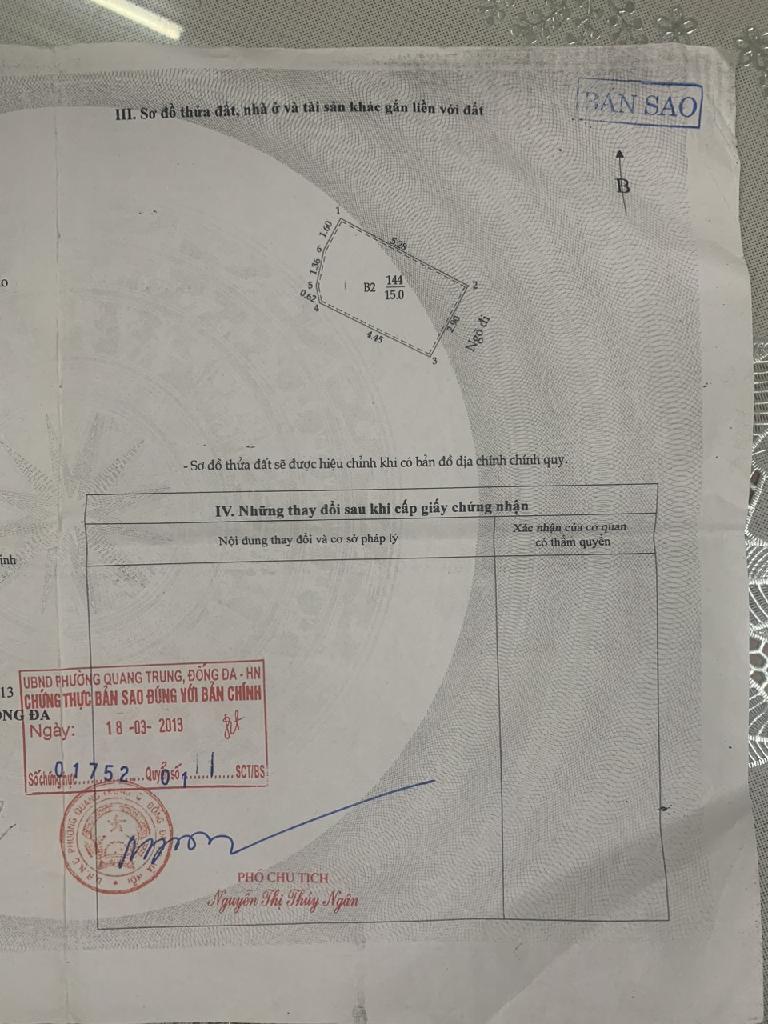 III. Sơ đồ thửa đất, nhà ở và tài sản khác gắn liền với đất
BẢN SAO
B
1
1.60
5.25
6
1.36
5
0.62
4
B2
144
15.0
2
2.90
Ngõ đi
4.45
3
- Sơ đồ thửa đất sẽ được hiệu chỉnh khi có bản đồ địa chính chính quy.
IV. Những thay đổi sau khi cấp giấy chứng nhận
Nội dung thay đổi và cơ sở pháp lý
Xác nhận của cơ quan
có thẩm quyền
13
NG ĐA
UBND PHƯỜNG QUANG TRUNG, ĐỐNG ĐA - HN
CHỨNG THỰC BẢN SAO ĐÚNG VỚI BẢN CHÍNH
Ngày: 18 -03- 2013
Số chứng thực 01752 Quyển số 01 SCT/BS
PHÓ CHỦ TỊCH
Nguyễn Thị Thúy Ngân